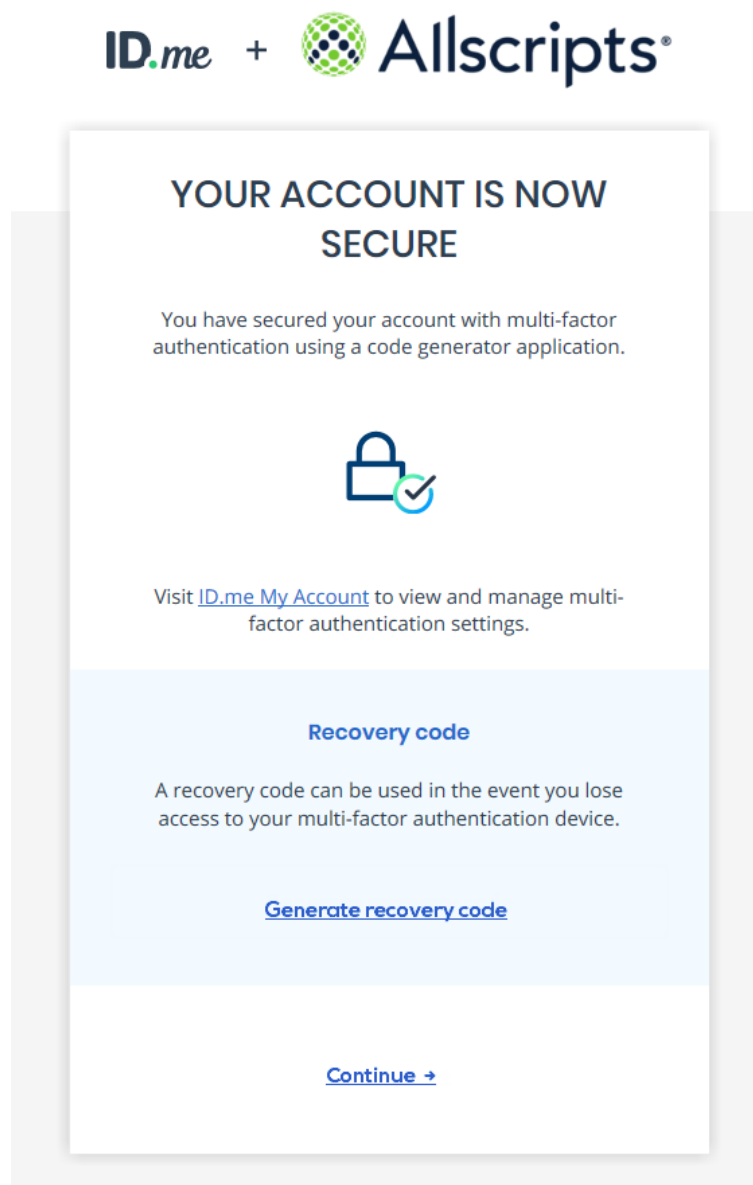 ID.me + Allscripts®
YOUR ACCOUNT IS NOW
SECURE
You have secured your account with multi-factor
authentication using a code generator application.
Visit ID.me My Account to view and manage multi-
factor authentication settings.
Recovery code
A recovery code can be used in the event you lose
access to your multi-factor authentication device.
Generate recovery code
Continue →